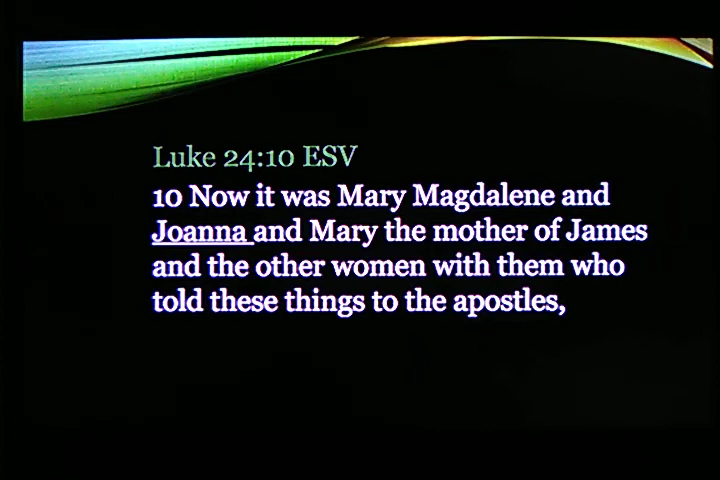 Luke 24:10 ESV
10 Now it was Mary Magdalene and
Joanna and Mary the mother of James
and the other women with them who
told these things to the apostles,